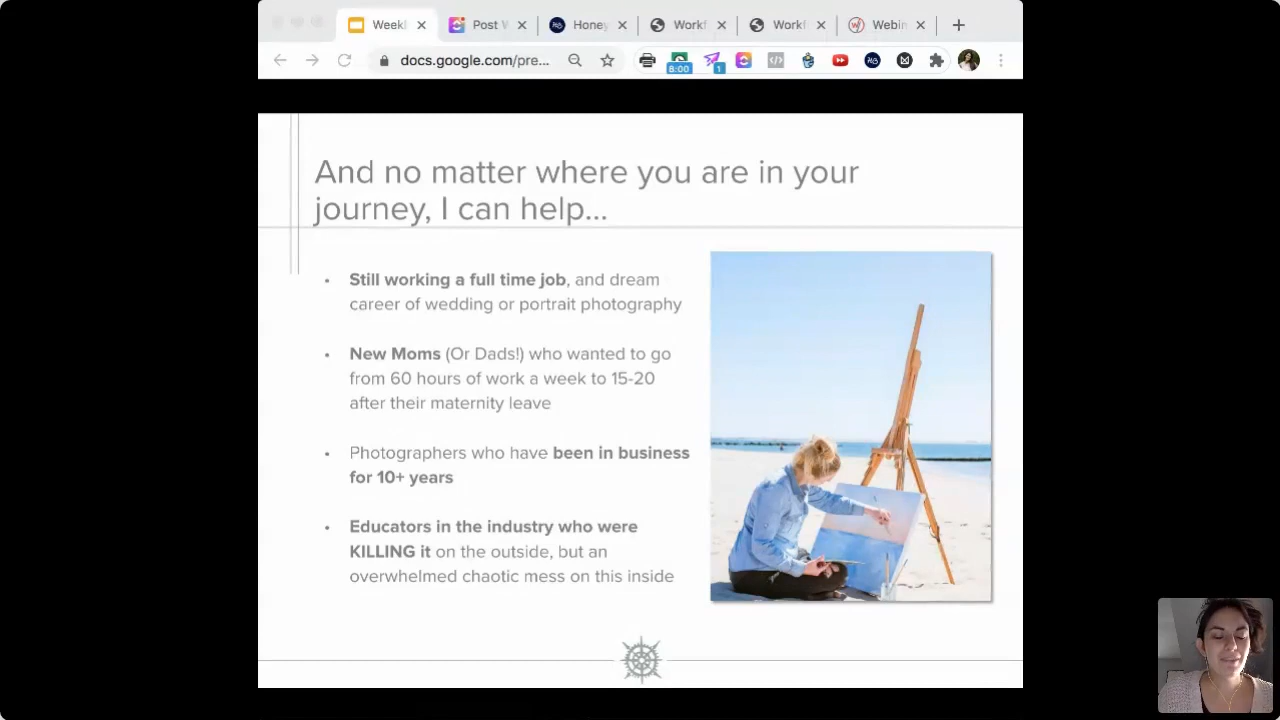 Weekl
Post W
Honey
Workf
Workf
Webin
docs.google.com/pre...
8:00
1
And no matter where you are in your
journey, I can help...
• Still working a full time job, and dream
career of wedding or portrait photography
• New Moms (Or Dads!) who wanted to go
from 60 hours of work a week to 15-20
after their maternity leave
• Photographers who have been in business
for 10+ years
• Educators in the industry who were
KILLING it on the outside, but an
overwhelmed chaotic mess on this inside